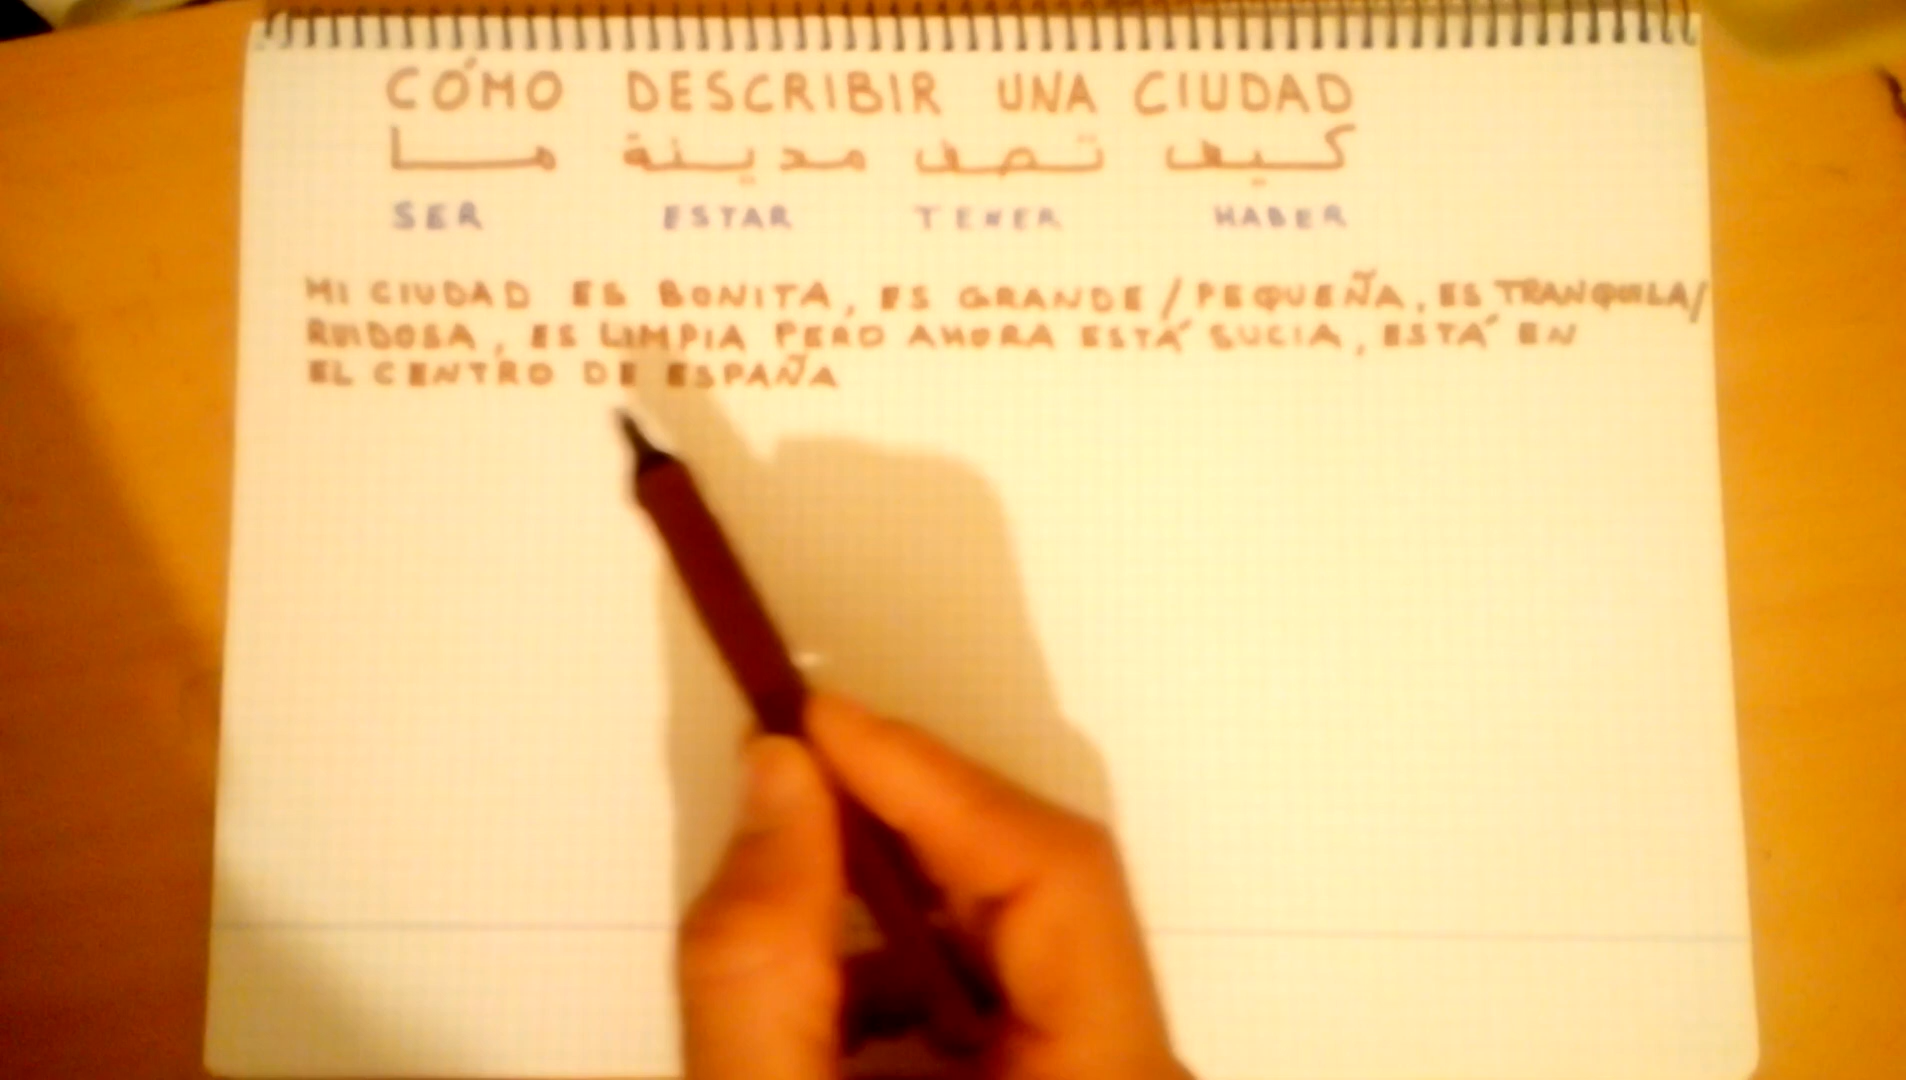 CÓMO DESCRIBIR UNA CIUDAD
كيف تصف مدينة ما
SER ESTAR TENER HABER
MI CIUDAD ES BONITA, ES GRANDE/PEQUEÑA, ES TRANQUILA/
RUIDOSA, ES LIMPIA PERO AHORA ESTÁ SUCIA, ESTÁ EN
EL CENTRO DE ESPAÑA